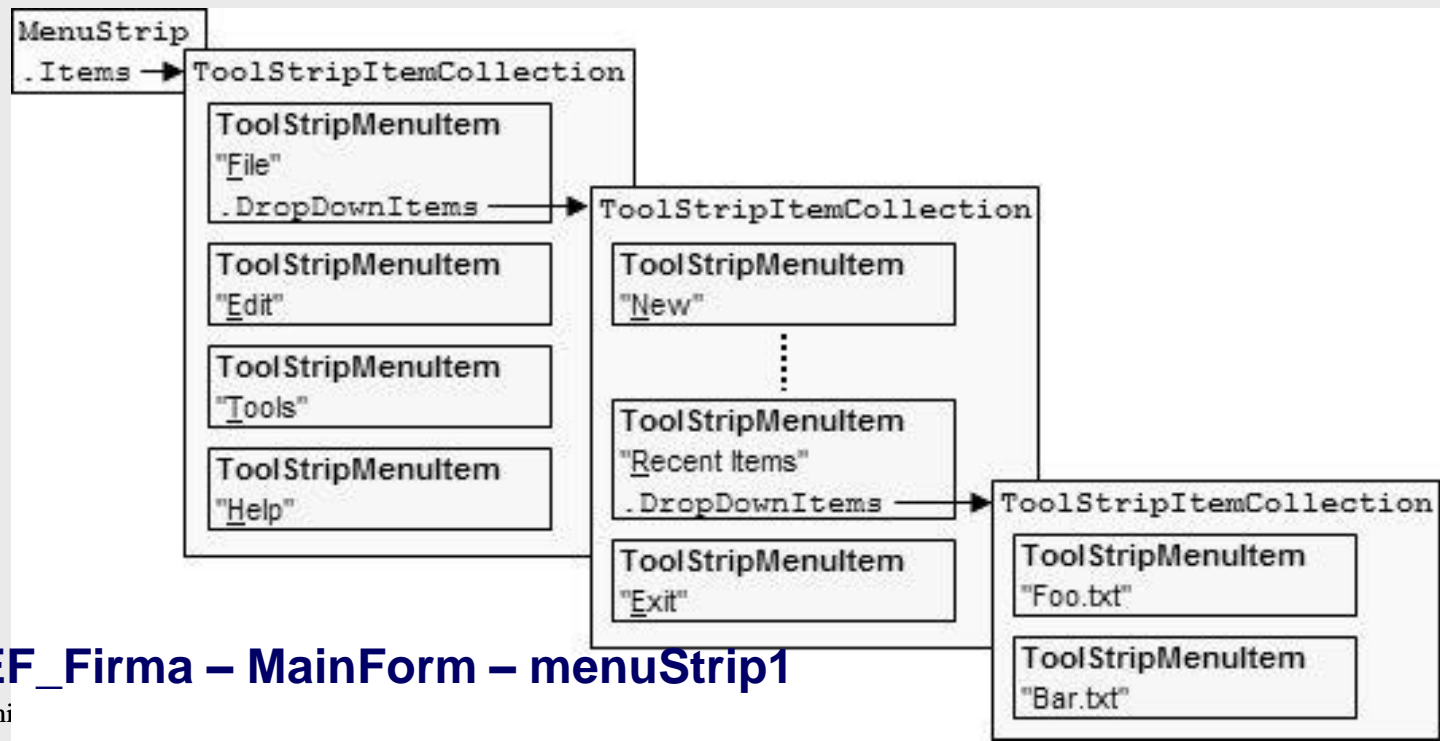 MenuStrip
.Items
ToolStripItemCollection
ToolStripMenuItem
"File"
.DropDownItems
ToolStripMenuItem
"Edit"
ToolStripMenuItem
"Tools"
ToolStripMenuItem
"Help"
ToolStripItemCollection
ToolStripMenuItem
"New"
ToolStripMenuItem
"Recent Items"
.DropDownItems
ToolStripMenuItem
"Exit"
ToolStripItemCollection
ToolStripMenuItem
"Foo.txt"
ToolStripMenuItem
"Bar.txt"
EF_Firma – MainForm – menuStrip1